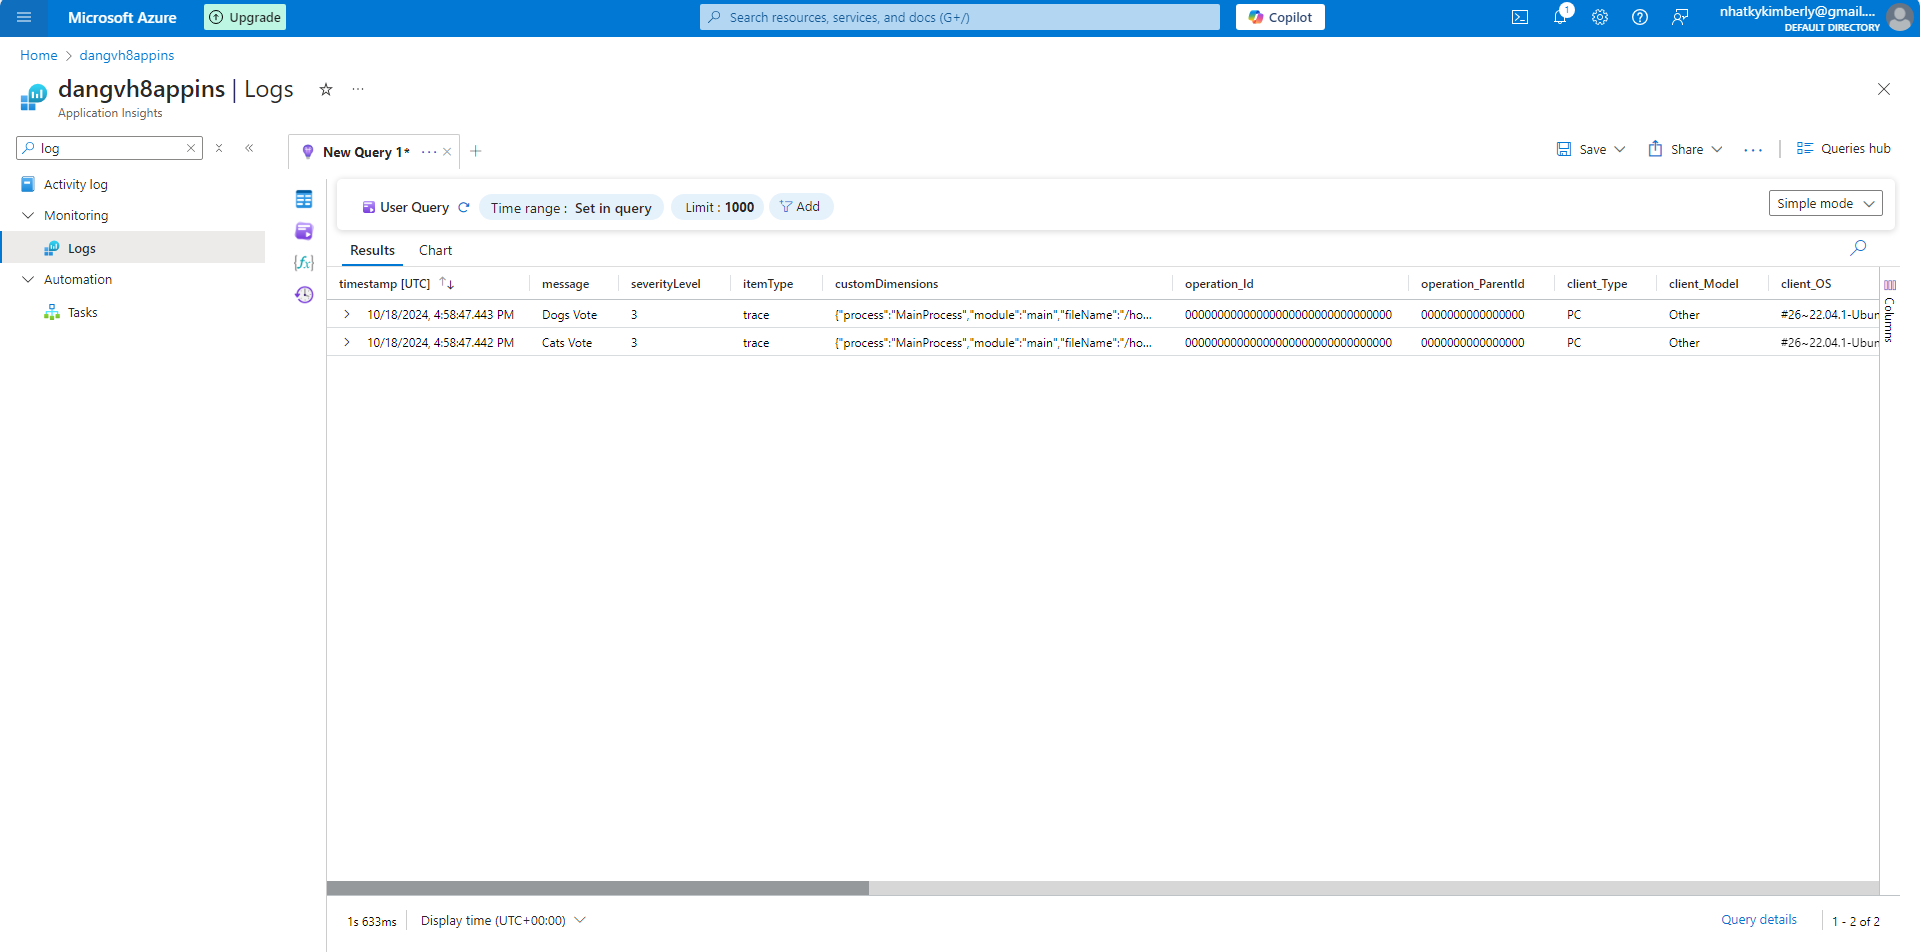 Microsoft Azure
Upgrade
Search resources, services, and docs (G+/)
Copilot
1
nhatkykimberly@gmail....
DEFAULT DIRECTORY
Home > dangvh8appins
dangvh8appins | Logs
Application Insights
log
Activity log
Monitoring
Logs
Automation
Tasks
New Query 1*
Save
Share
Queries hub
User Query
Time range : Set in query
Limit : 1000
Add
Simple mode
{fx}
Results Chart
timestamp [UTC] message severityLevel itemType customDimensions operation_Id operation_ParentId client_Type client_Model client_OS
10/18/2024, 4:58:47.443 PM Dogs Vote 3 trace {"process":"MainProcess","module":"main","fileName":"/ho... 00000000000000000000000000000000 0000000000000000 PC Other #26~22.04.1-Ubun
10/18/2024, 4:58:47.442 PM Cats Vote 3 trace {"process":"MainProcess","module":"main","fileName":"/ho... 00000000000000000000000000000000 0000000000000000 PC Other #26~22.04.1-Ubun
Columns
1s 633ms
Display time (UTC+00:00)
Query details
1 - 2 of 2